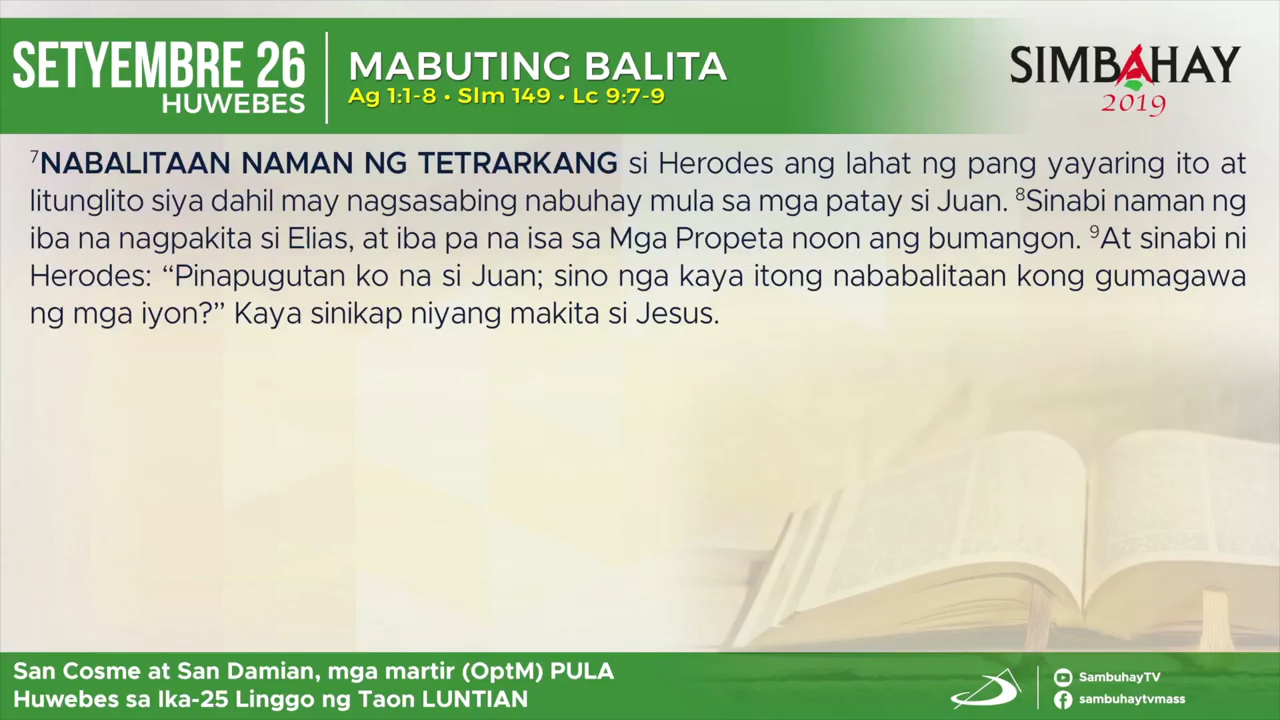 SETYEMBRE 26
HUWEBES
MABUTING BALITA
Ag 1:1-8 • Slm 149 • Lc 9:7-9
SIMBAHAY
2019
⁷NABALITAAN NAMAN NG TETRARKANG si Herodes ang lahat ng pang yayaring ito at
litunglito siya dahil may nagsasabing nabuhay mula sa mga patay si Juan. ⁸Sinabi naman ng
iba na nagpakita si Elias, at iba pa na isa sa Mga Propeta noon ang bumangon. ⁹At sinabi ni
Herodes: “Pinapugutan ko na si Juan; sino nga kaya itong nababalitaan kong gumagawa
ng mga iyon?” Kaya sinikap niyang makita si Jesus.
San Cosme at San Damian, mga martir (OptM) PULA
Huwebes sa Ika-25 Linggo ng Taon LUNTIAN
SambuhayTV
sambuhaytvmass